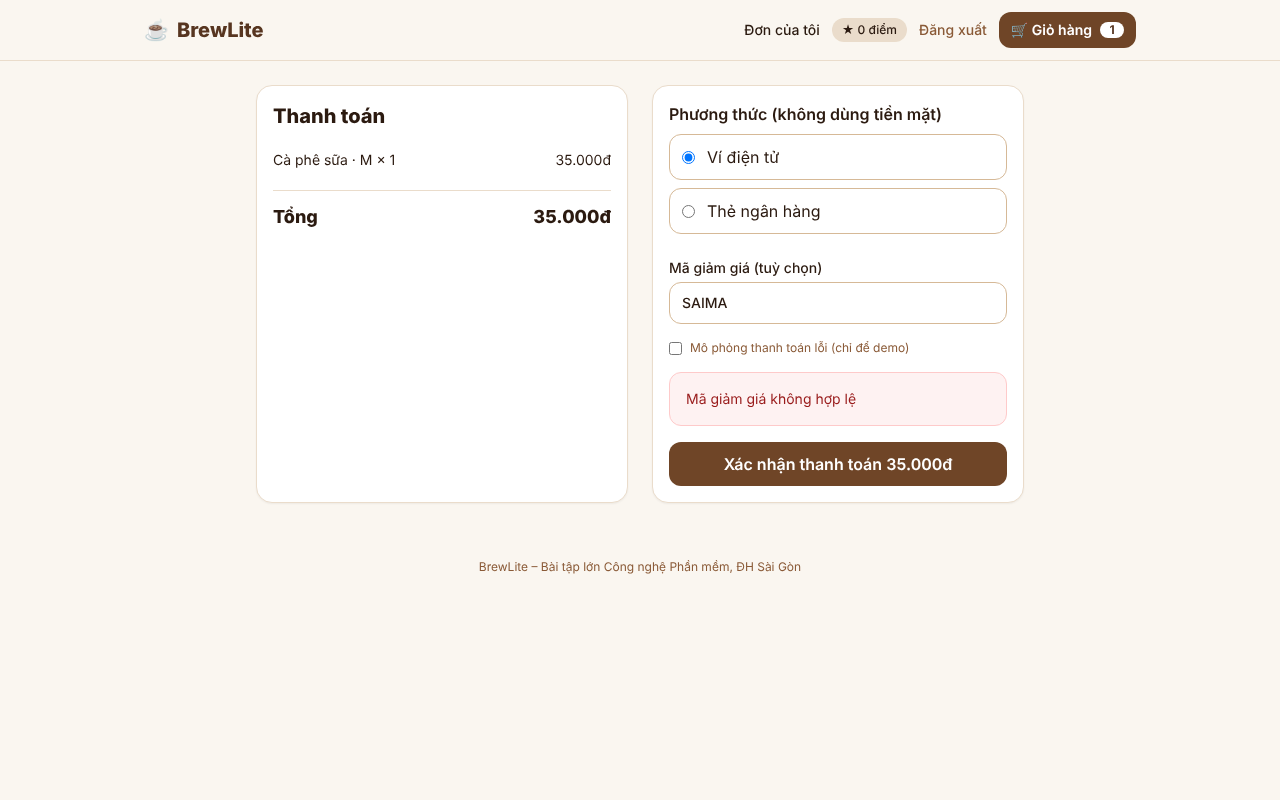 ☕ BrewLite
Đơn của tôi
★ 0 điểm
Đăng xuất
🛒 Giỏ hàng 1
Thanh toán
Cà phê sữa · M × 1 35.000đ
Tổng 35.000đ
Phương thức (không dùng tiền mặt)
Ví điện tử
Thẻ ngân hàng
Mã giảm giá (tuỳ chọn)
SAIMA
Mô phỏng thanh toán lỗi (chỉ để demo)
Mã giảm giá không hợp lệ
Xác nhận thanh toán 35.000đ
BrewLite – Bài tập lớn Công nghệ Phần mềm, ĐH Sài Gòn